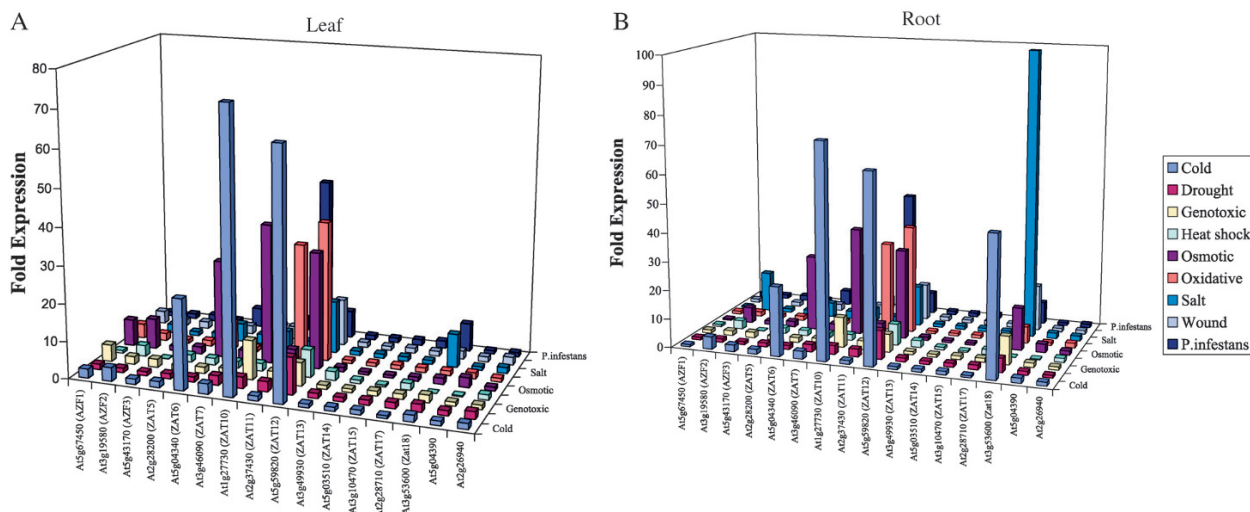 A
Leaf
Fold Expression
80
70
60
50
40
30
20
10
0
At5g67450 (AZF1)
At3g19580 (AZF2)
At5g43170 (AZF3)
At2g28200 (ZAT5)
At5g04340 (ZAT6)
At3g46090 (ZAT7)
At1g27730 (ZAT10)
At2g37430 (ZAT11)
At5g59820 (ZAT12)
At3g49930 (ZAT13)
At5g03510 (ZAT14)
At3g10470 (ZAT15)
At2g28710 (ZAT17)
At3g53600 (Zat18)
At5g04390
At2g26940
P.infestans
Salt
Osmotic
Genotoxic
Cold
B
Root
Fold Expression
100
90
80
70
60
50
40
30
20
10
0
At5g67450 (AZF1)
At3g19580 (AZF2)
At5g43170 (AZF3)
At2g28200 (ZAT5)
At5g04340 (ZAT6)
At3g46090 (ZAT7)
At1g27730 (ZAT10)
At2g37430 (ZAT11)
At5g59820 (ZAT12)
At3g49930 (ZAT13)
At5g03510 (ZAT14)
At3g10470 (ZAT15)
At2g28710 (ZAT17)
At3g53600 (Zat18)
At5g04390
At2g26940
P.infestans
Salt
Osmotic
Genotoxic
Cold
Cold
Drought
Genotoxic
Heat shock
Osmotic
Oxidative
Salt
Wound
P.infestans